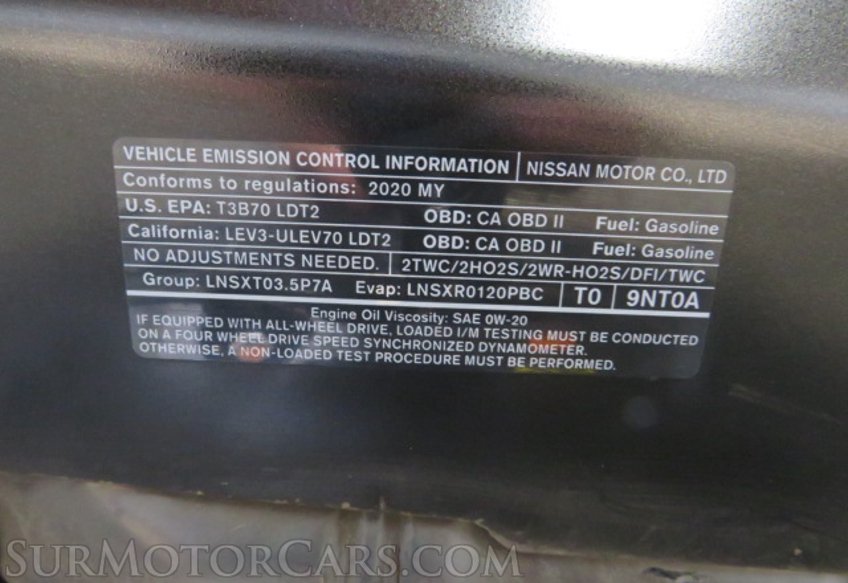 VEHICLE EMISSION CONTROL INFORMATION NISSAN MOTOR CO., LTD
Conforms to regulations: 2020 MY
U.S. EPA: T3B70 LDT2 OBD: CA OBD II Fuel: Gasoline
California: LEV3-ULEV70 LDT2 OBD: CA OBD II Fuel: Gasoline
NO ADJUSTMENTS NEEDED. 2TWC/2HO2S/2WR-HO2S/DFI/TWC
Group: LNSXT03.5P7A Evap: LNSXR0120PBC T0 9NT0A
Engine Oil Viscosity: SAE 0W-20
IF EQUIPPED WITH ALL-WHEEL DRIVE, LOADED I/M TESTING MUST BE CONDUCTED
ON A FOUR WHEEL DRIVE SPEED SYNCHRONIZED DYNAMOMETER.
OTHERWISE, A NON-LOADED TEST PROCEDURE MUST BE PERFORMED.
SURMOTORCARS.COM